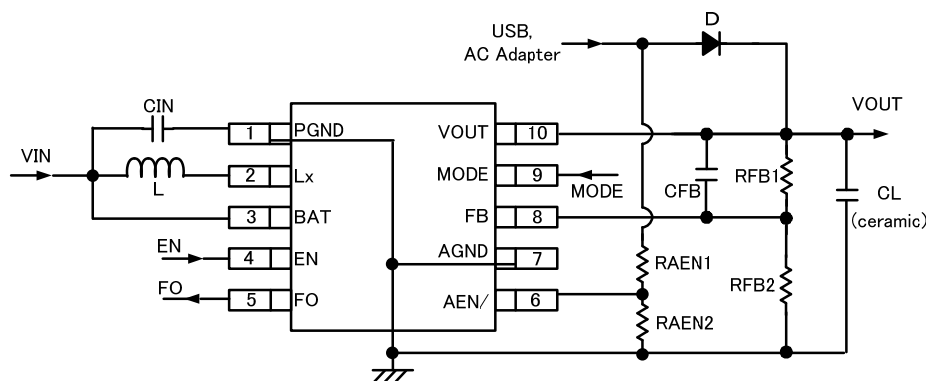 USB,
AC Adapter
D
CIN
VIN
L
EN
FO
1
PGND
2
Lx
3
BAT
4
EN
5
FO
VOUT
10
MODE
9
FB
8
AGND
7
AEN/
6
MODE
CFB
RFB1
RFB2
RAEN1
RAEN2
VOUT
CL
(ceramic)